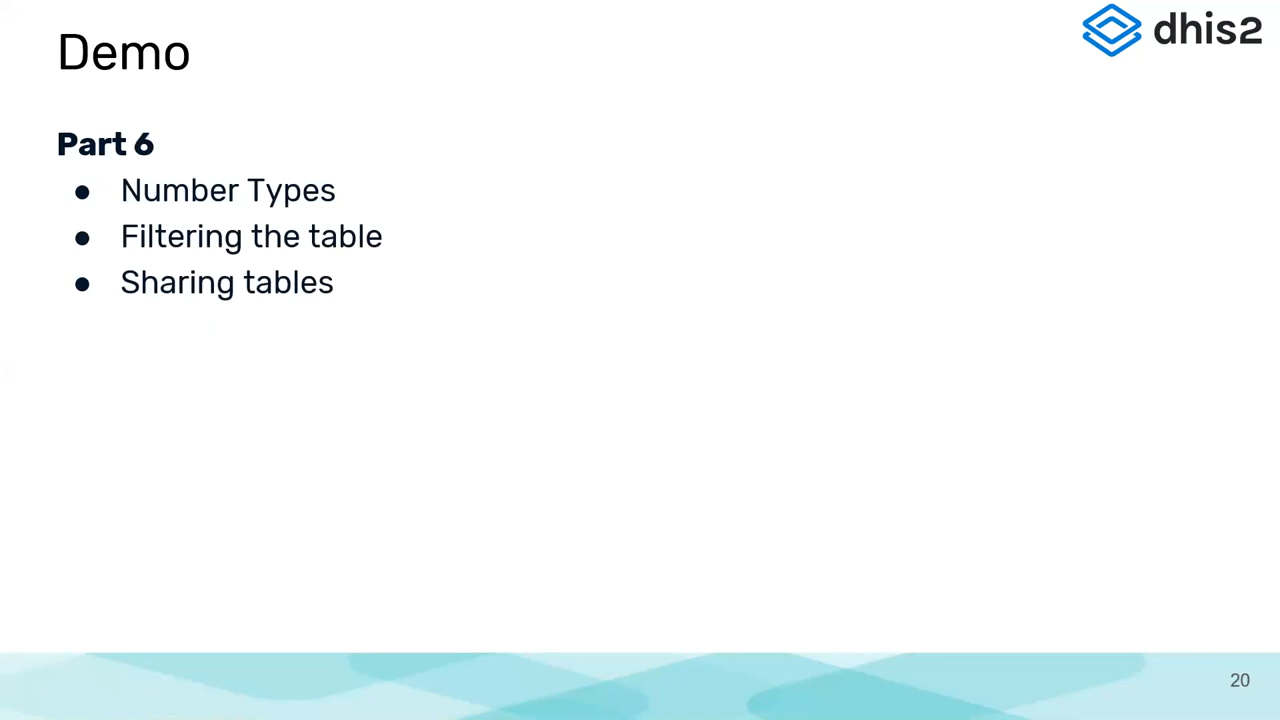 Demo
dhis2
Part 6
● Number Types
● Filtering the table
● Sharing tables
20